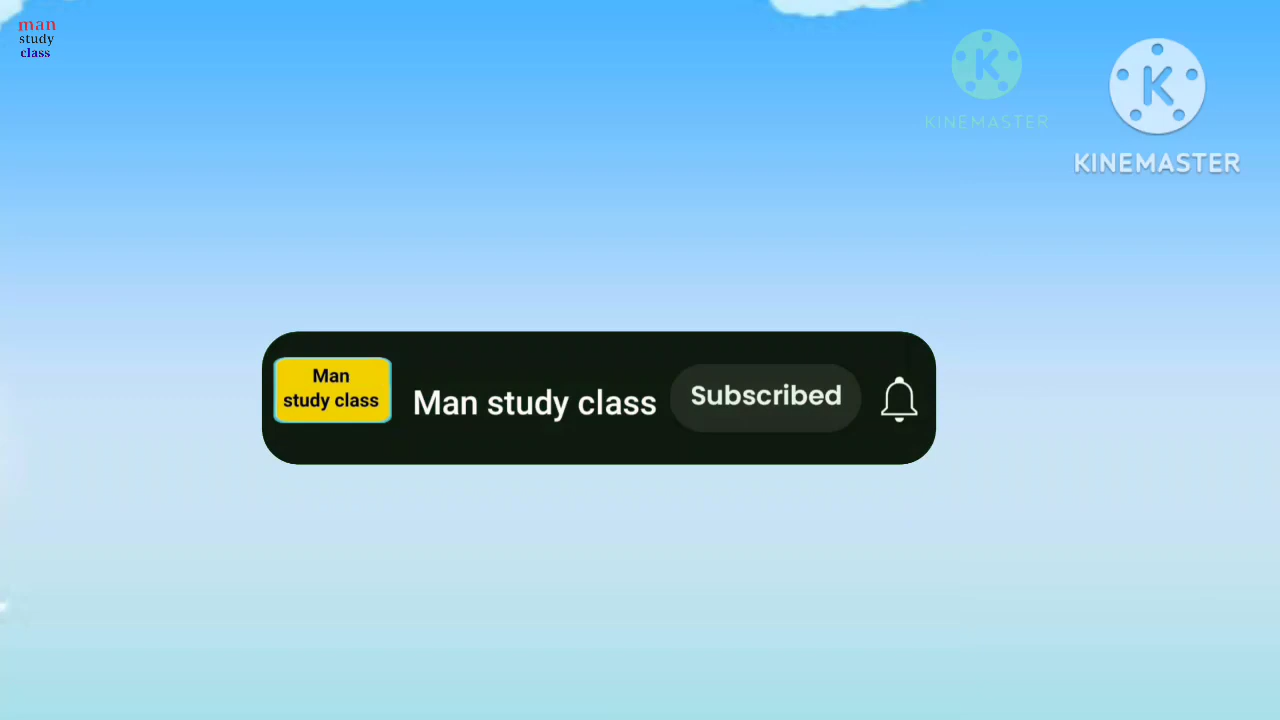 man
study
class
KINEMASTER
KINEMASTER
Man
study class
Man study class
Subscribed